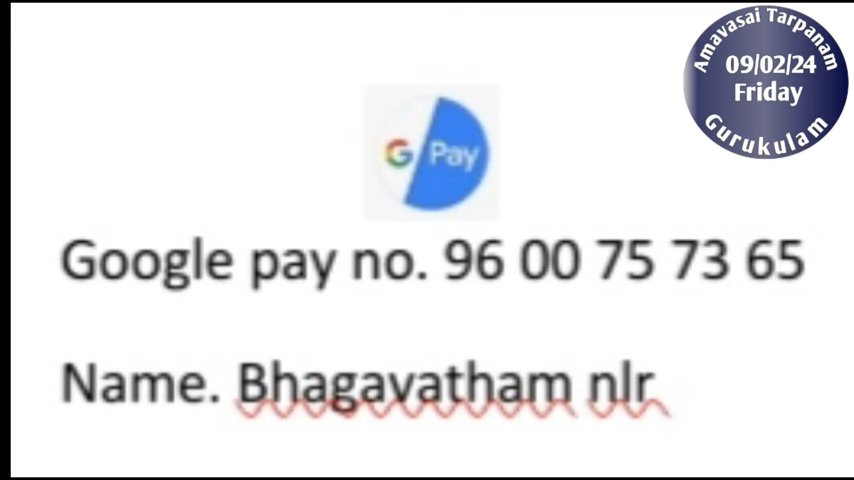 Amavasai Tarpanam
09/02/24
Friday
Gurukulam
G Pay
Google pay no. 96 00 75 73 65
Name. Bhagavatham nlr